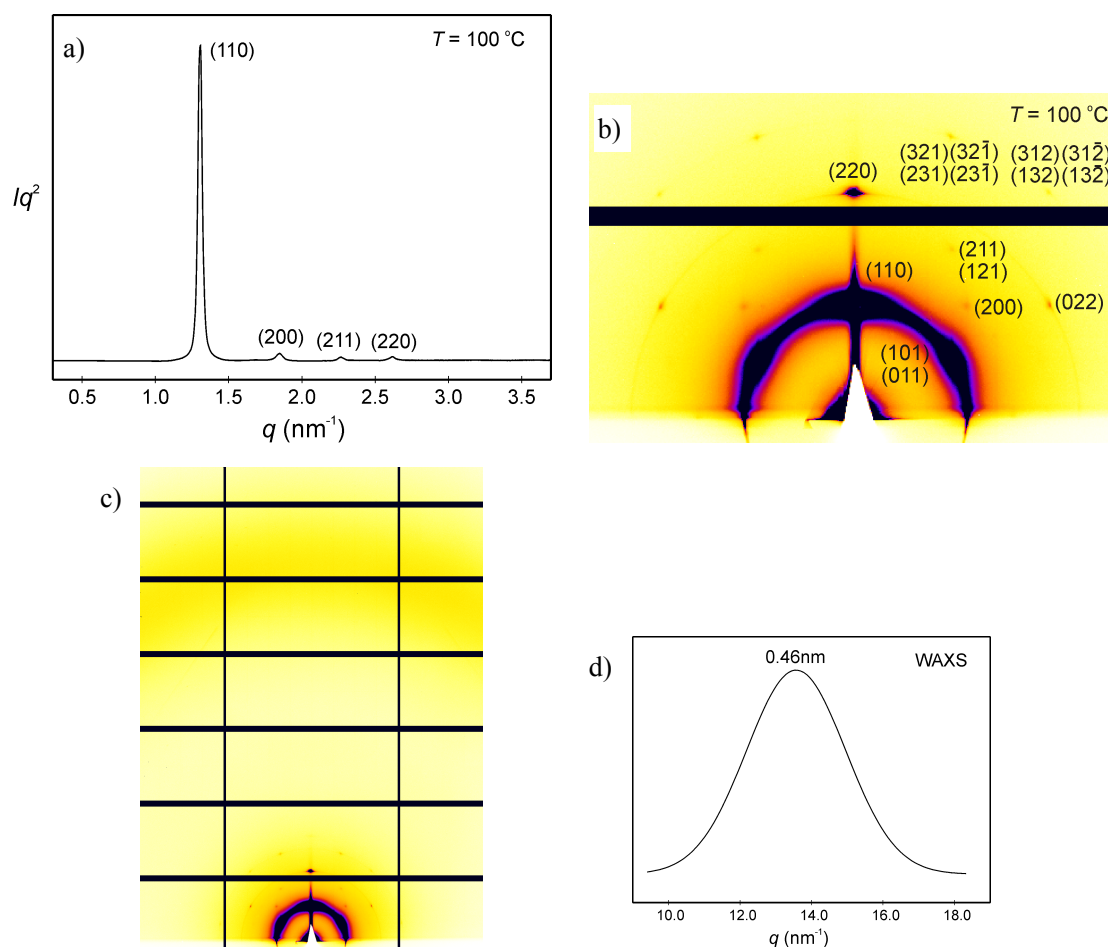 a)
T = 100 °C
(110)
Iq²
(200)
(211)
(220)
0.5 1.0 1.5 2.0 2.5 3.0 3.5
q (nm⁻¹)
b)
T = 100 °C
(321)(321̄) (312)(312̄)
(220) (231)(231̄) (132)(132̄)
(110)
(211)
(121)
(200)
(022)
(101)
(011)
c)
d)
0.46nm
WAXS
10.0 12.0 14.0 16.0 18.0
q (nm⁻¹)